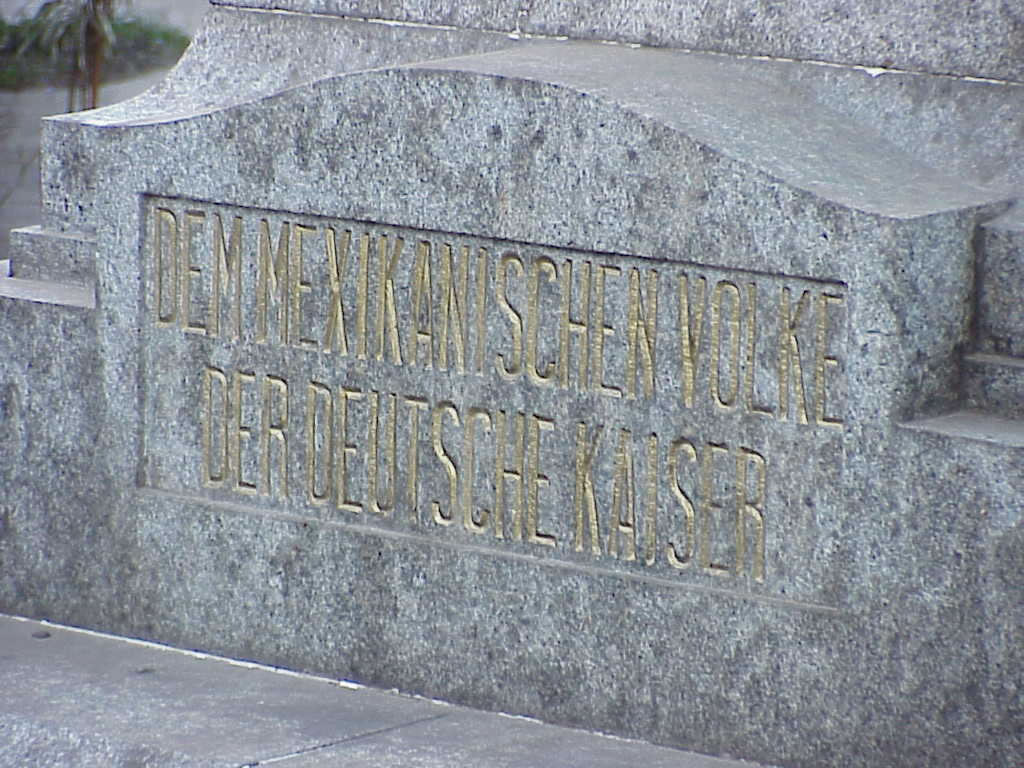 DEM MEXIKANISCHEN VOLKE
DER DEUTSCHE KAISER